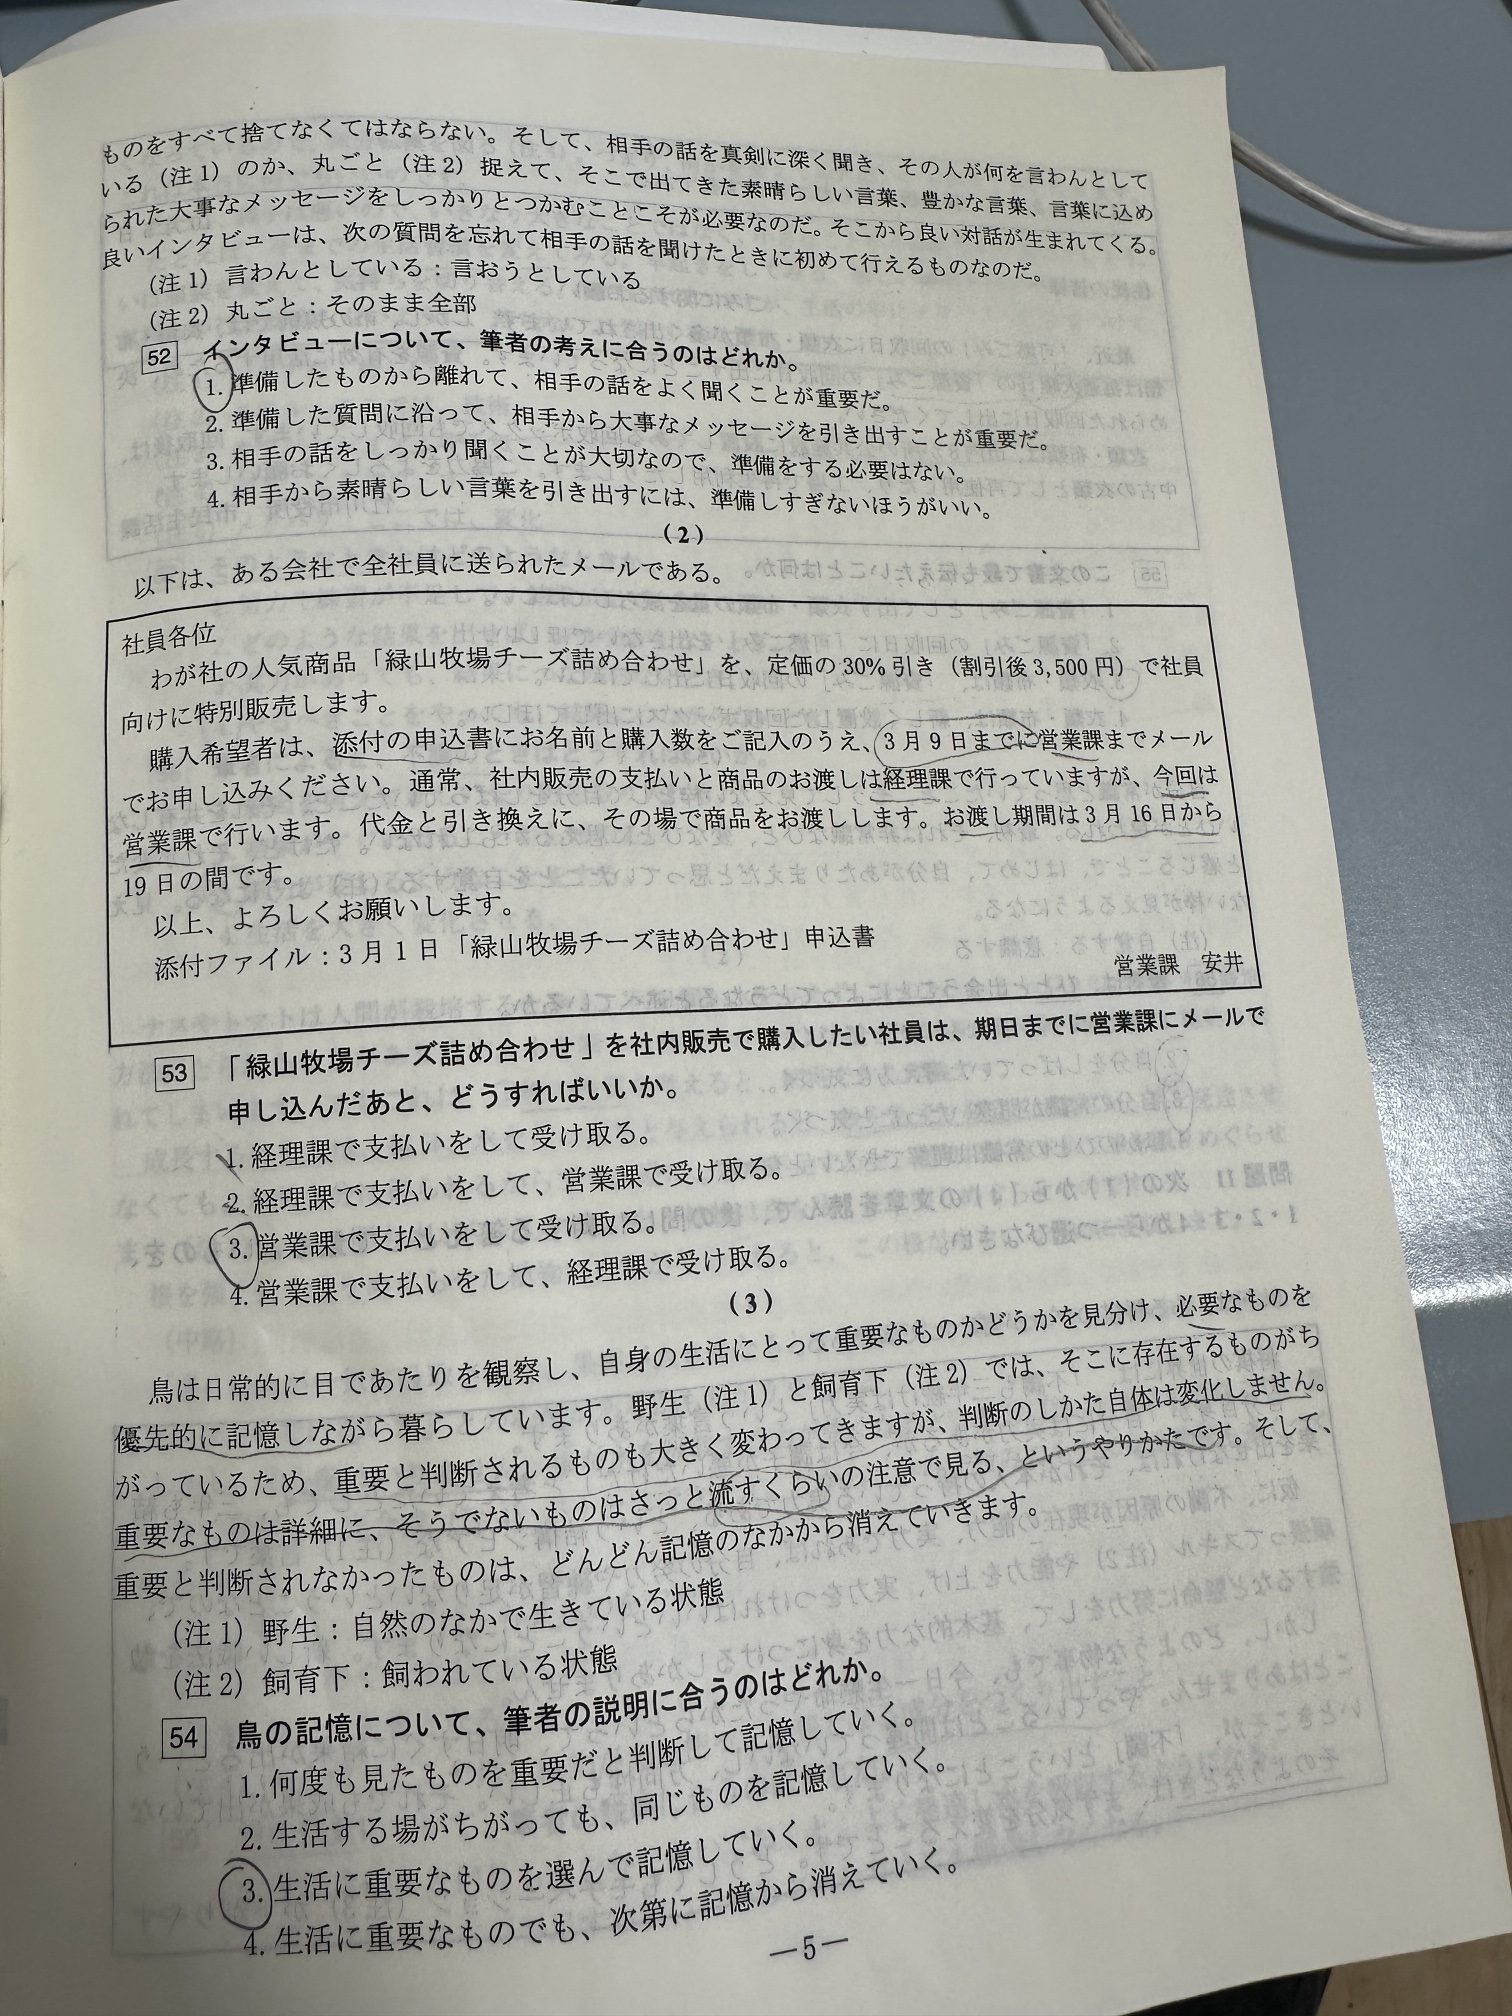 ものをすべて捨てなくてはならない。そして、相手の話を真剣に深く聞き、その人が何を言わんとして
いる（注1）のか、丸ごと（注2）捉えて、そこで出てきた素晴らしい言葉、豊かな言葉、言葉に込め
られた大事なメッセージをしっかりとつかむことこそが必要なのだ。そこから良い対話が生まれてくる。
良いインタビューは、次の質問を忘れて相手の話を聞けたときに初めて行えるものなのだ。
（注1）言わんとしている：言おうとしている
（注2）丸ごと：そのまま全部
52 インタビューについて、筆者の考えに合うのはどれか。
1. 準備したものから離れて、相手の話をよく聞くことが重要だ。
2. 準備した質問に沿って、相手から大事なメッセージを引き出すことが重要だ。
3. 相手の話をしっかり聞くことが大切なので、準備をする必要はない。
4. 相手から素晴らしい言葉を引き出すには、準備しすぎないほうがいい。
（2）
以下は、ある会社で全社員に送られたメールである。
社員各位
わが社の人気商品「緑山牧場チーズ詰め合わせ」を、定価の30%引き（割引後3,500円）で社員
向けに特別販売します。
購入希望者は、添付の申込書にお名前と購入数をご記入のうえ、3月9日までに営業課までメール
でお申し込みください。通常、社内販売の支払いと商品のお渡しは経理課で行っていますが、今回は
営業課で行います。代金と引き換えに、その場で商品をお渡しします。お渡し期間は3月16日から
19日の間です。
以上、よろしくお願いします。
添付ファイル：3月1日「緑山牧場チーズ詰め合わせ」申込書
営業課　安井
53 「緑山牧場チーズ詰め合わせ」を社内販売で購入したい社員は、期日までに営業課にメールで
申し込んだあと、どうすればいいか。
1. 経理課で支払いをして受け取る。
2. 経理課で支払いをして、営業課で受け取る。
3. 営業課で支払いをして受け取る。
4. 営業課で支払いをして、経理課で受け取る。
（3）
鳥は日常的に目であたりを観察し、自身の生活にとって重要なものかどうかを見分け、必要なものを
優先的に記憶しながら暮らしています。野生（注1）と飼育下（注2）では、そこに存在するものがち
がっているため、重要と判断されるものも大きく変わってきますが、判断のしかた自体は変化しません。
重要なものは詳細に、そうでないものはさっと流すくらいの注意で見る、というやりかたです。そして、
重要と判断されなかったものは、どんどん記憶のなかから消えていきます。
（注1）野生：自然のなかで生きている状態
（注2）飼育下：飼われている状態
54 鳥の記憶について、筆者の説明に合うのはどれか。
1. 何度も見たものを重要だと判断して記憶していく。
2. 生活する場がちがっても、同じものを記憶していく。
3. 生活に重要なものを選んで記憶していく。
4. 生活に重要なものでも、次第に記憶から消えていく。
—5—